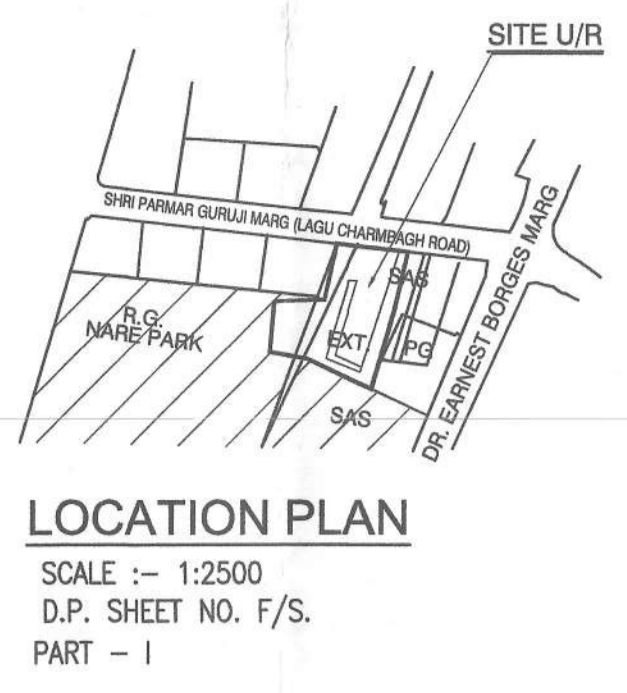 SITE U/R
SHRI PARMAR GURUJI MARG (LAGU CHARMBAGH ROAD)
SAS
R.G.
NARE PARK
EXT.
PG
SAS
DR. EARNEST BORGES MARG
LOCATION PLAN
SCALE :- 1:2500
D.P. SHEET NO. F/S.
PART - I